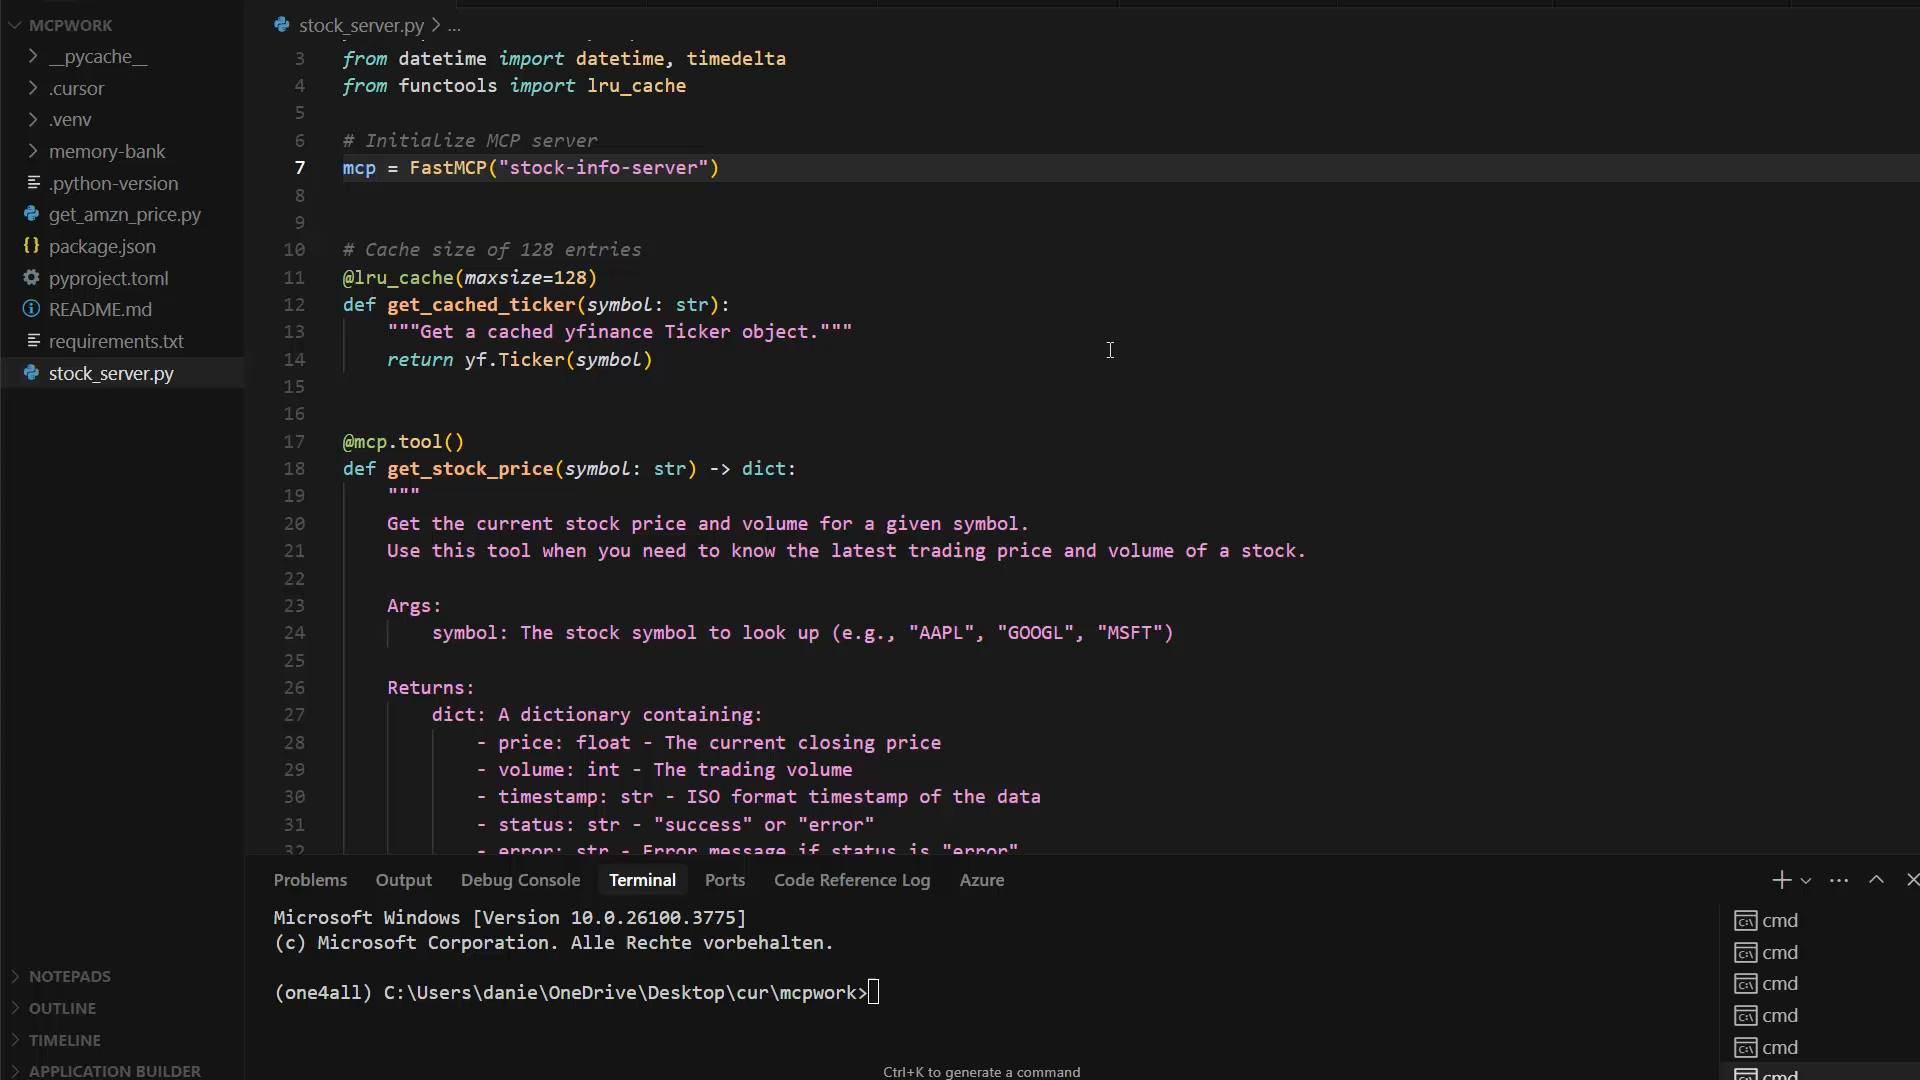 MCPWORK
__pycache__
.cursor
.venv
memory-bank
.python-version
get_amzn_price.py
package.json
pyproject.toml
README.md
requirements.txt
stock_server.py
NOTEPADS
OUTLINE
TIMELINE
APPLICATION BUILDER
stock_server.py > ...
3 from datetime import datetime, timedelta
4 from functools import lru_cache
5
6 # Initialize MCP server
7 mcp = FastMCP("stock-info-server")
8
9
10 # Cache size of 128 entries
11 @lru_cache(maxsize=128)
12 def get_cached_ticker(symbol: str):
13 """Get a cached yfinance Ticker object."""
14 return yf.Ticker(symbol)
15
16
17 @mcp.tool()
18 def get_stock_price(symbol: str) -> dict:
19 """
20 Get the current stock price and volume for a given symbol.
21 Use this tool when you need to know the latest trading price and volume of a stock.
22
23 Args:
24 symbol: The stock symbol to look up (e.g., "AAPL", "GOOGL", "MSFT")
25
26 Returns:
27 dict: A dictionary containing:
28 - price: float - The current closing price
29 - volume: int - The trading volume
30 - timestamp: str - ISO format timestamp of the data
31 - status: str - "success" or "error"
32 - error: str - Error message if status is "error"
Problems Output Debug Console Terminal Ports Code Reference Log Azure
Microsoft Windows [Version 10.0.26100.3775]
(c) Microsoft Corporation. Alle Rechte vorbehalten.
(one4all) C:\Users\danie\OneDrive\Desktop\cur\mcpwork>
Ctrl+K to generate a command
cmd
cmd
cmd
cmd
cmd
cmd